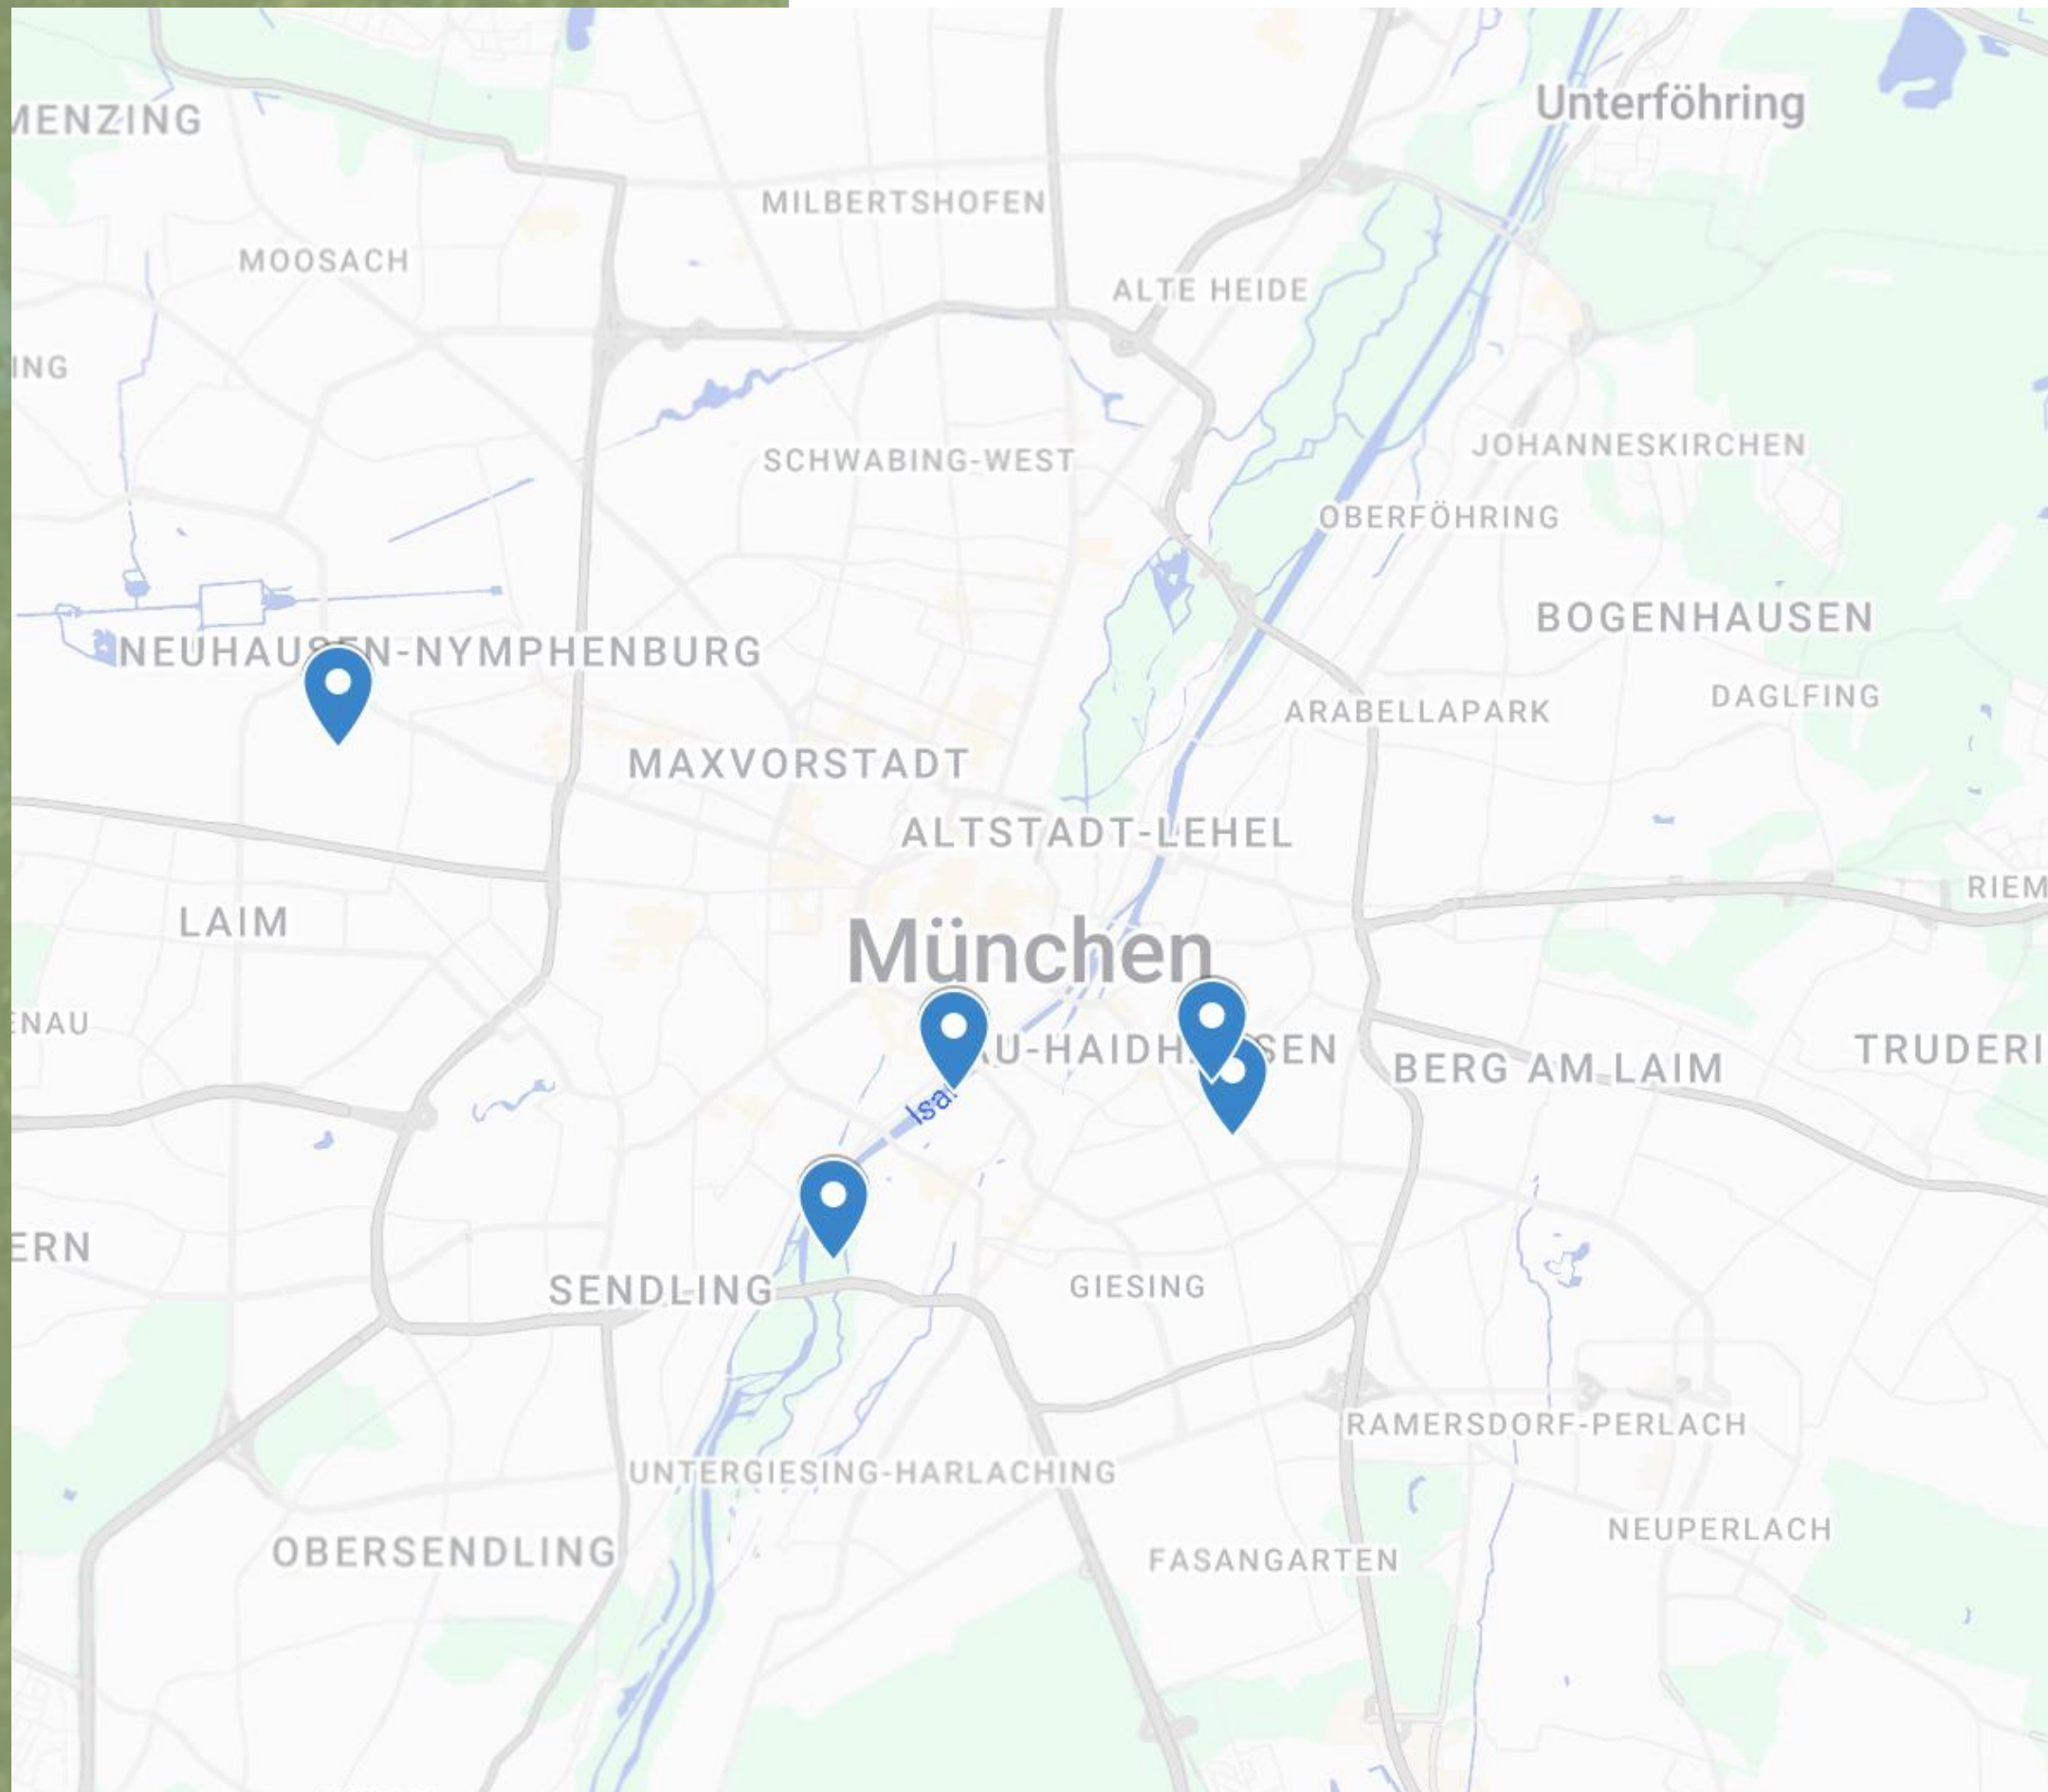 Unterföhring
MENZING
MILBERTSHOFEN
MOOSACH
ALTE HEIDE
ING
JOHANNESKIRCHEN
SCHWABING-WEST
OBERFÖHRING
BOGENHAUSEN
NEUHAUSEN-NYMPHENBURG
DAGLFING
ARABELLAPARK
MAXVORSTADT
ALTSTADT-LEHEL
RIEM
LAIM
München
ENAU
AU-HAIDHAUSEN
TRUDERI
BERG AM LAIM
Isar
ERN
SENDLING
GIESING
RAMERSDORF-PERLACH
UNTERGIESING-HARLACHING
NEUPERLACH
OBERSENDLING
FASANGARTEN